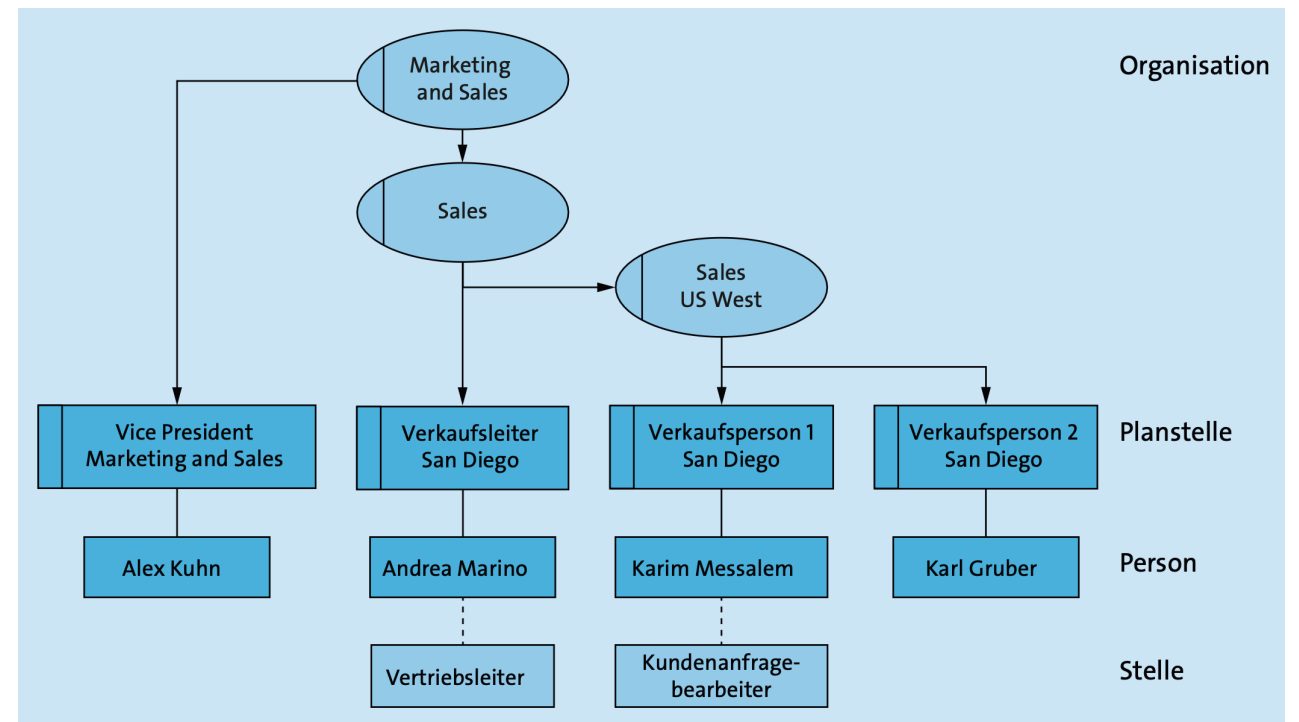 Marketing
and Sales
Organisation
Sales
Sales
US West
Vice President
Marketing and Sales
Verkaufsleiter
San Diego
Verkaufsperson 1
San Diego
Verkaufsperson 2
San Diego
Planstelle
Alex Kuhn
Andrea Marino
Karim Messalem
Karl Gruber
Person
Vertriebsleiter
Kundenanfrage-
bearbeiter
Stelle